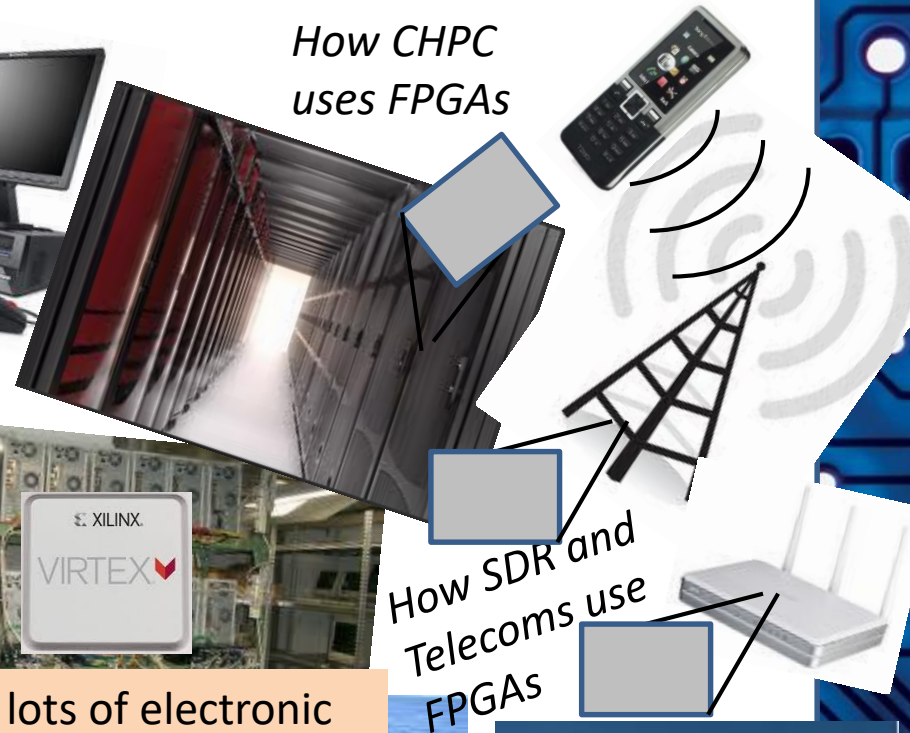 How CHPC
uses FPGAs
XILINX.
VIRTEX
How SDR and
Telecoms use
FPGAs
lots of electronic